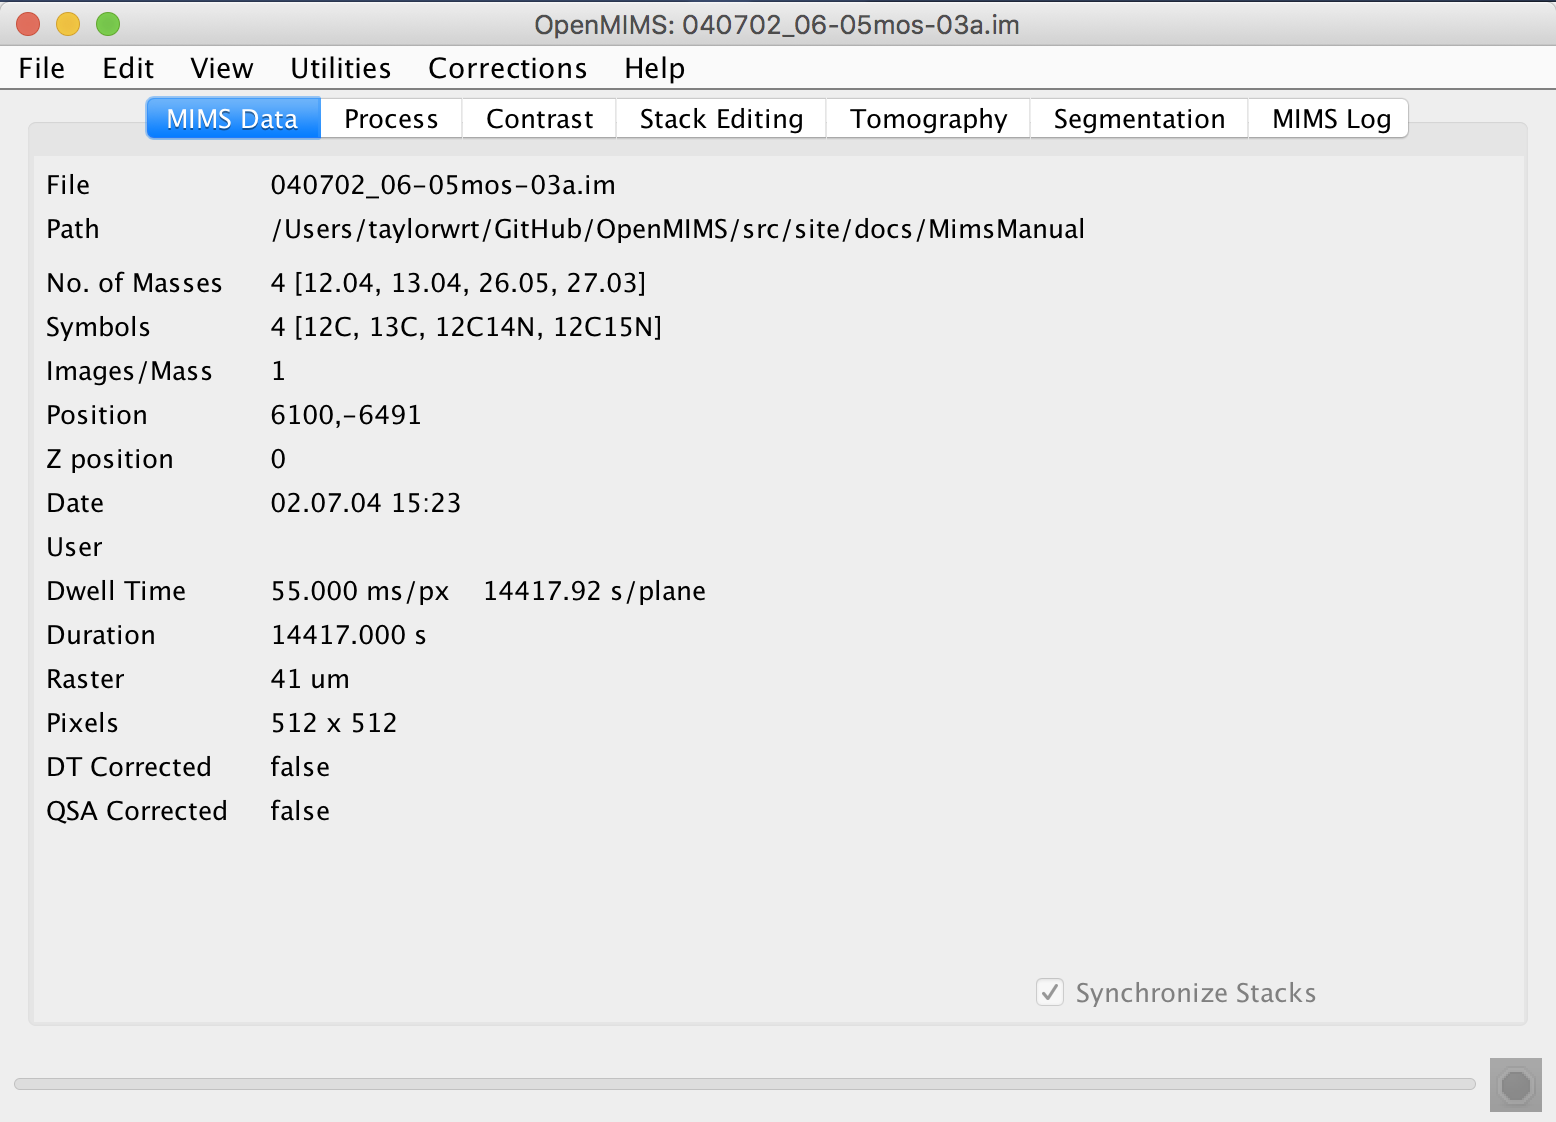 OpenMIMS: 040702_06-05mos-03a.im
File Edit View Utilities Corrections Help
MIMS Data Process Contrast Stack Editing Tomography Segmentation MIMS Log
File 040702_06-05mos-03a.im
Path /Users/taylorwrt/GitHub/OpenMIMS/src/site/docs/MimsManual
No. of Masses 4 [12.04, 13.04, 26.05, 27.03]
Symbols 4 [12C, 13C, 12C14N, 12C15N]
Images/Mass 1
Position 6100,-6491
Z position 0
Date 02.07.04 15:23
User
Dwell Time 55.000 ms/px 14417.92 s/plane
Duration 14417.000 s
Raster 41 um
Pixels 512 x 512
DT Corrected false
QSA Corrected false
Synchronize Stacks